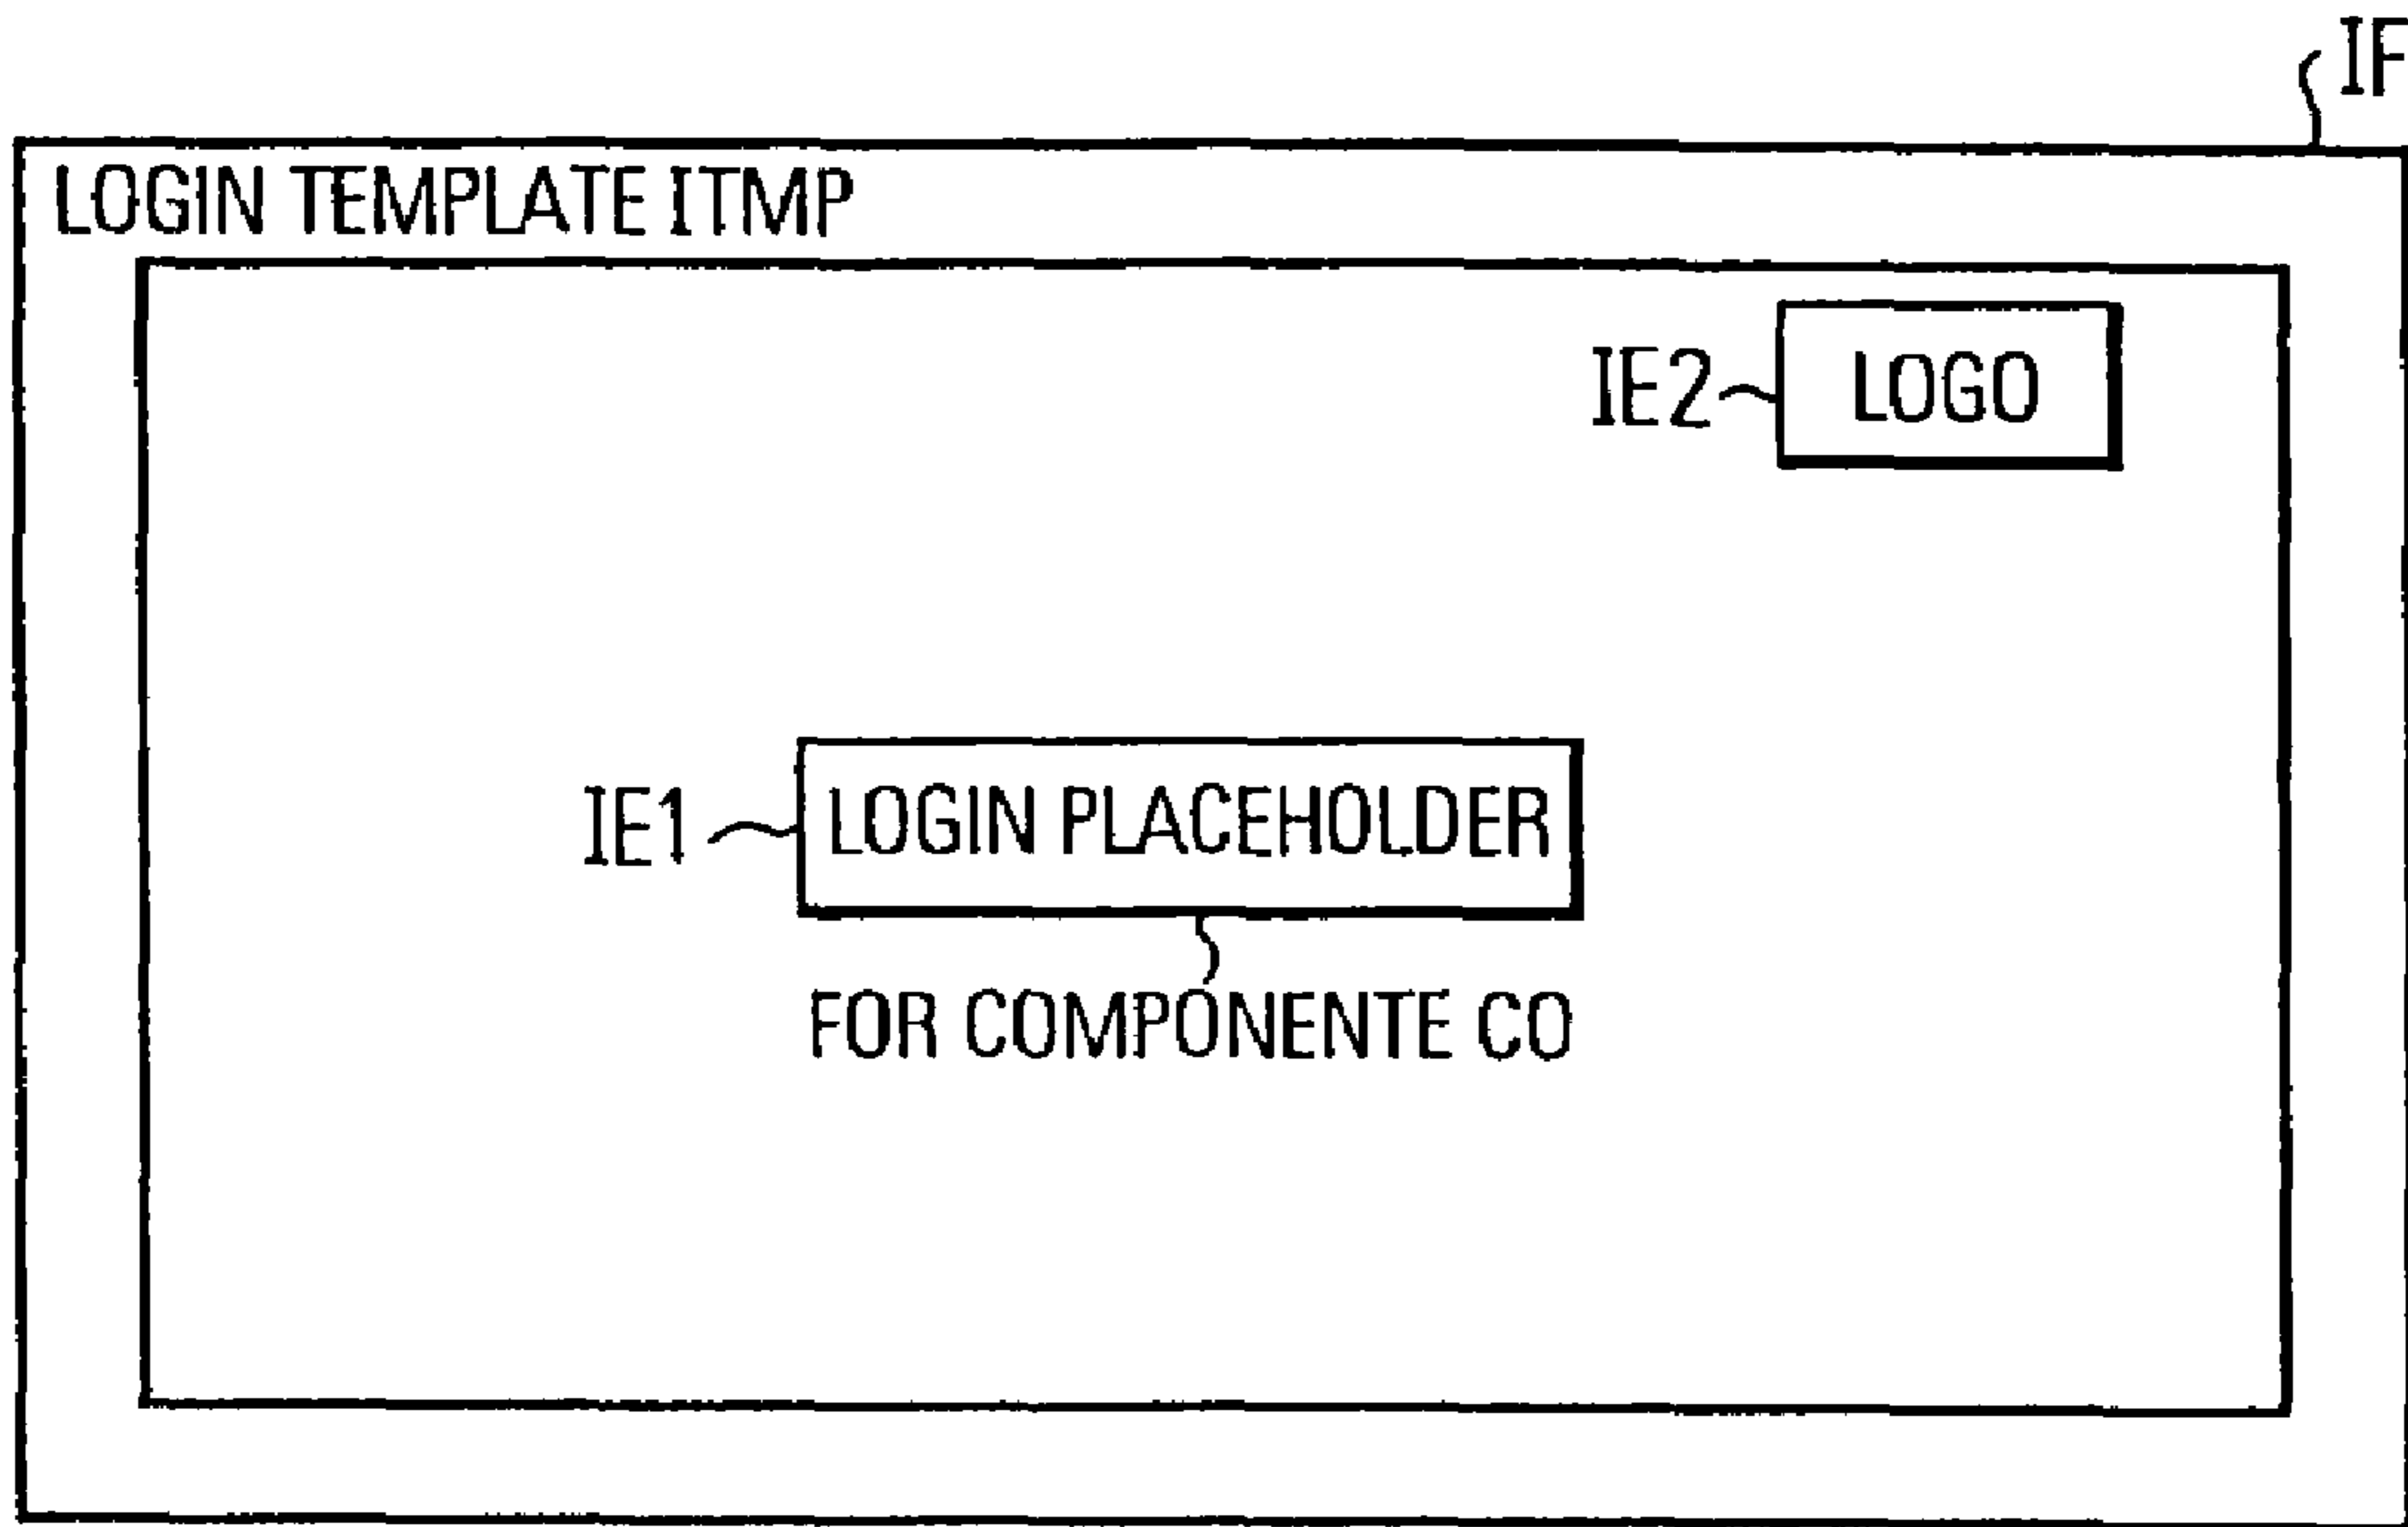 IF
LOGIN TEMPLATE ITMP
IE2 LOGO
IE1 LOGIN PLACEHOLDER
FOR COMPONENTE CO